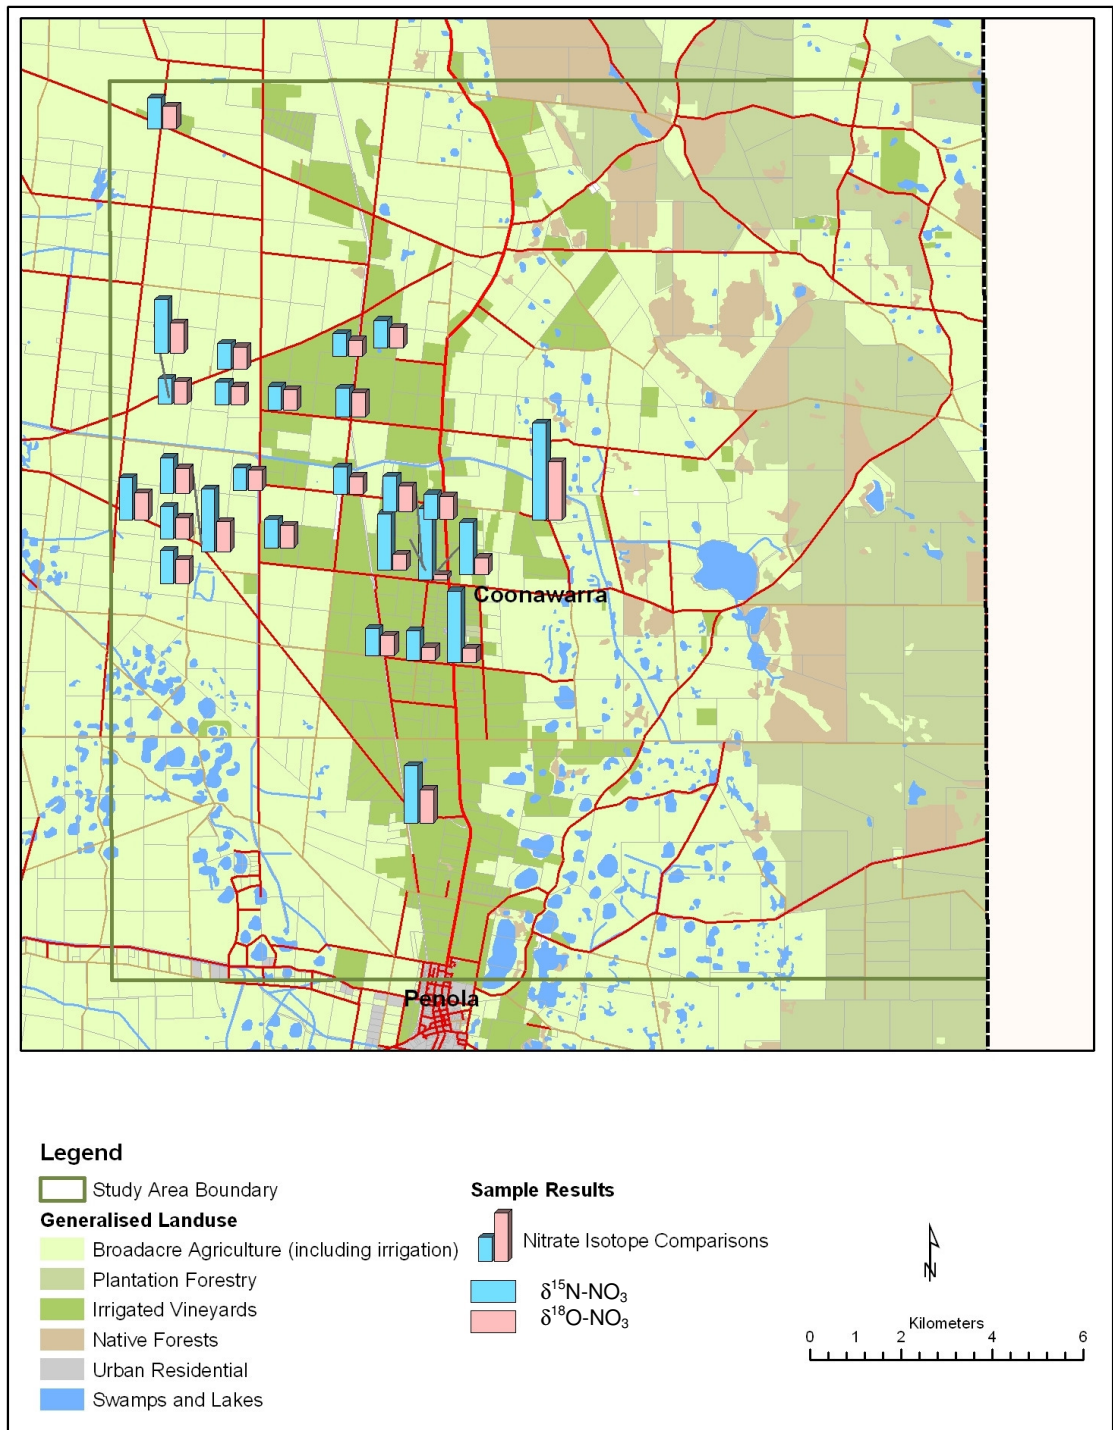 Coonawarra
Penola
Legend
Study Area Boundary
Generalised Landuse
Broadacre Agriculture (including irrigation)
Plantation Forestry
Irrigated Vineyards
Native Forests
Urban Residential
Swamps and Lakes
Sample Results
Nitrate Isotope Comparisons
δ¹⁵N-NO₃
δ¹⁸O-NO₃
N
Kilometers
0 1 2 4 6